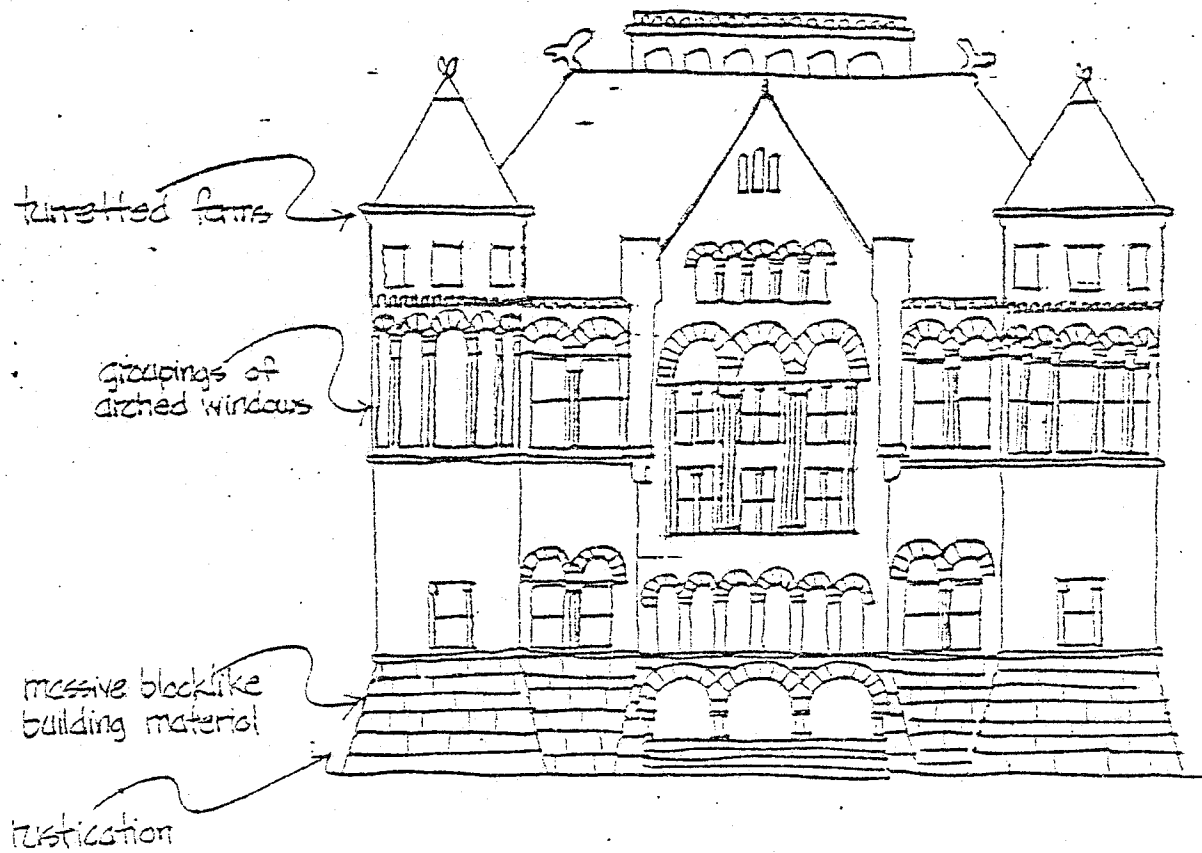 turretted forms
groupings of
arched windows
massive blocklike
building material
rustication